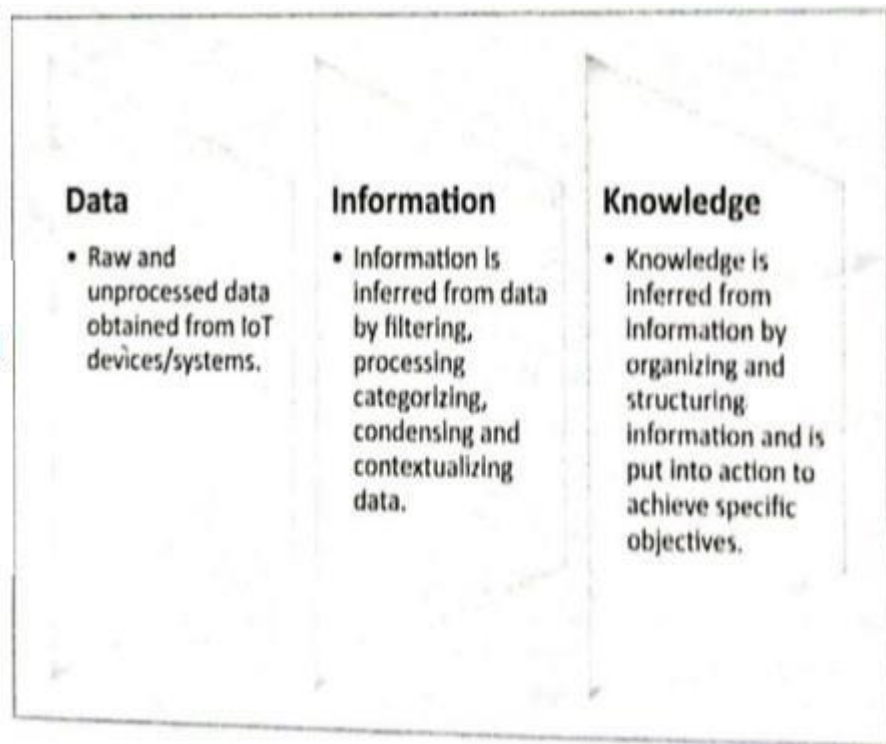 Data
• Raw and
unprocessed data
obtained from IoT
devices/systems.
Information
• Information is
inferred from data
by filtering,
processing
categorizing,
condensing and
contextualizing
data.
Knowledge
• Knowledge is
inferred from
information by
organizing and
structuring
information and is
put into action to
achieve specific
objectives.